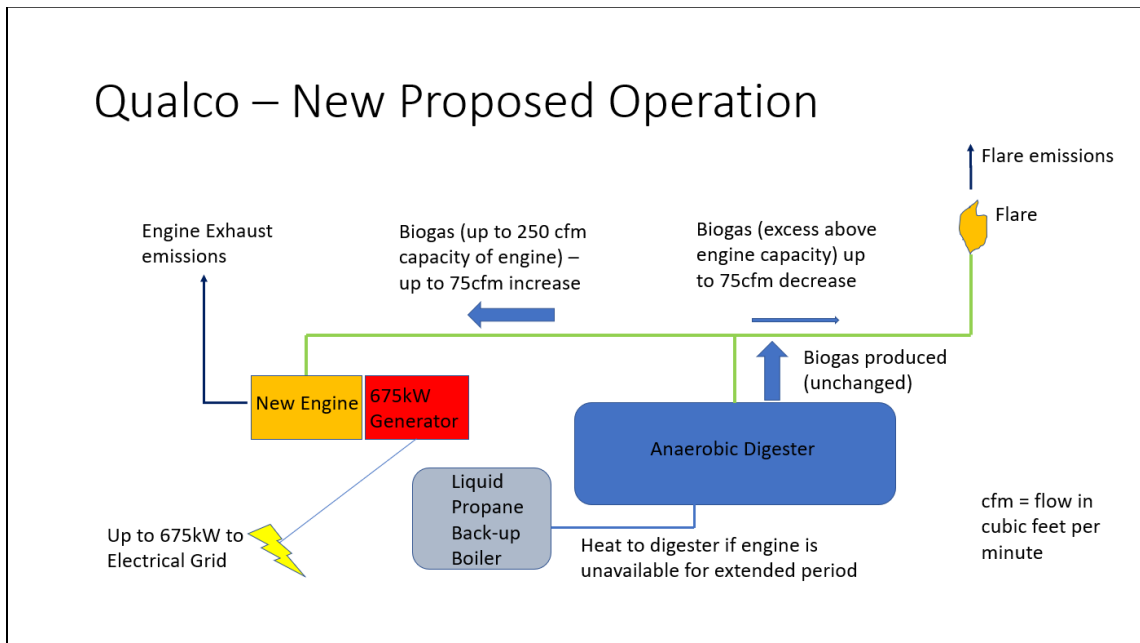 Qualco – New Proposed Operation
Flare emissions
Flare
Engine Exhaust
emissions
Biogas (up to 250 cfm
capacity of engine) –
up to 75cfm increase
Biogas (excess above
engine capacity) up
to 75cfm decrease
Biogas produced
(unchanged)
New Engine
675kW
Generator
Anaerobic Digester
Liquid
Propane
Back-up
Boiler
Up to 675kW to
Electrical Grid
Heat to digester if engine is
unavailable for extended period
cfm = flow in
cubic feet per
minute